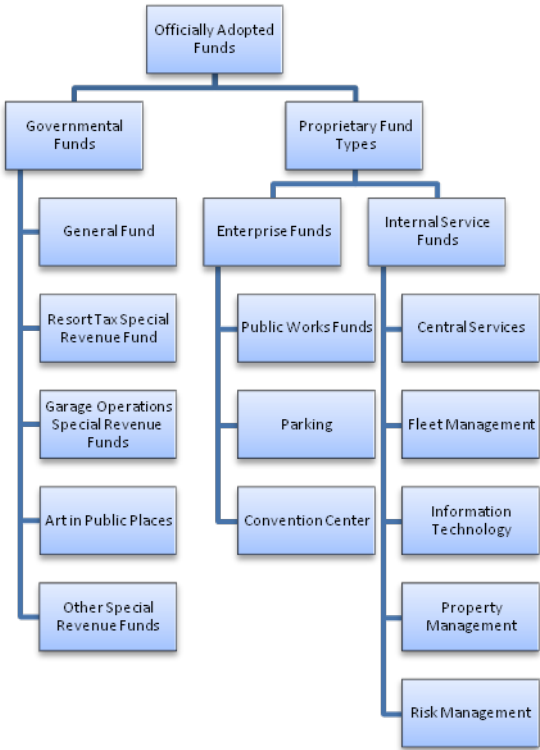 Officially Adopted
Funds
Governmental
Funds
Proprietary Fund
Types
General Fund
Enterprise Funds
Internal Service
Funds
Resort Tax Special
Revenue Fund
Public Works Funds
Central Services
Garage Operations
Special Revenue
Funds
Parking
Fleet Management
Art in Public Places
Convention Center
Information
Technology
Other Special
Revenue Funds
Property
Management
Risk Management